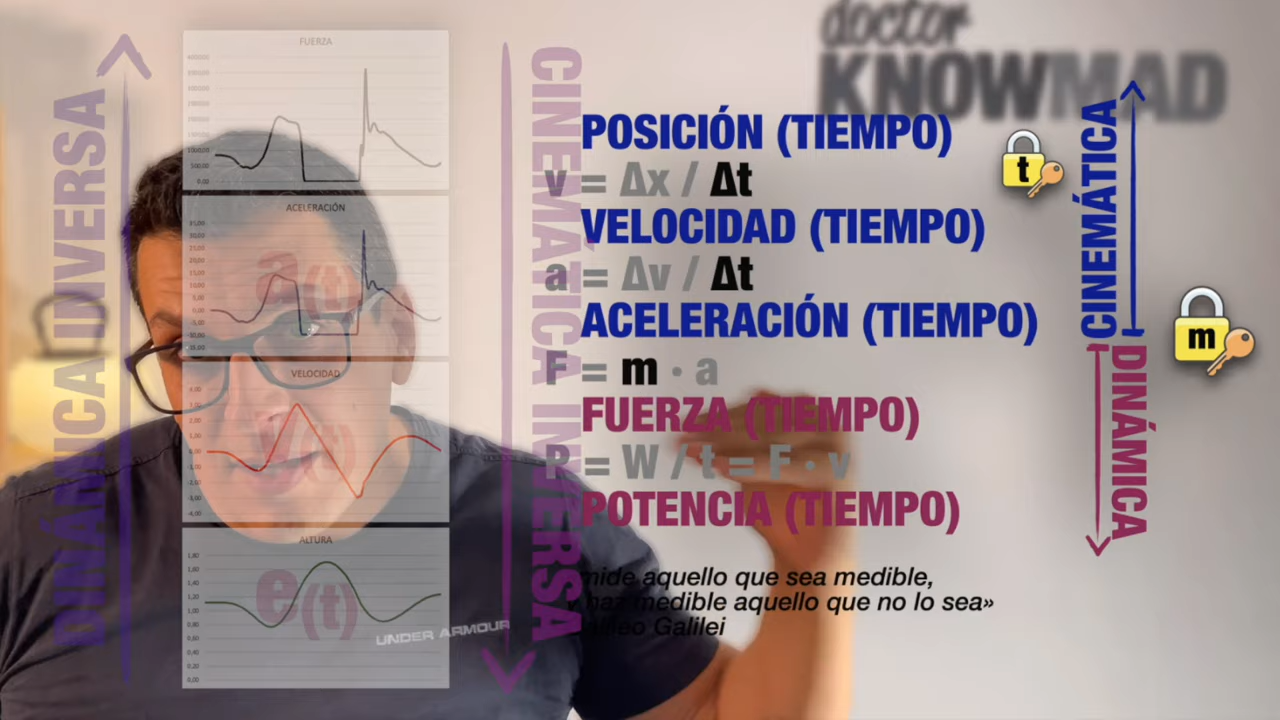 doctor
KNOWMAD
DINÁMICA DIVERSA
FUERZA
ACELERACIÓN
a(t)
VELOCIDAD
v(t)
ALTURA
e(t)
UNDER ARMOUR
CINEMÁTICA INVERSA
POSICIÓN (TIEMPO)
v = Δx / Δt
VELOCIDAD (TIEMPO)
a = Δv / Δt
ACELERACIÓN (TIEMPO)
F = m · a
FUERZA (TIEMPO)
P = W / t = F · v
POTENCIA (TIEMPO)
mide aquello que sea medible,
haz medible aquello que no lo sea»
Galilei
CINEMÁTICA
DINÁMICA
t
m